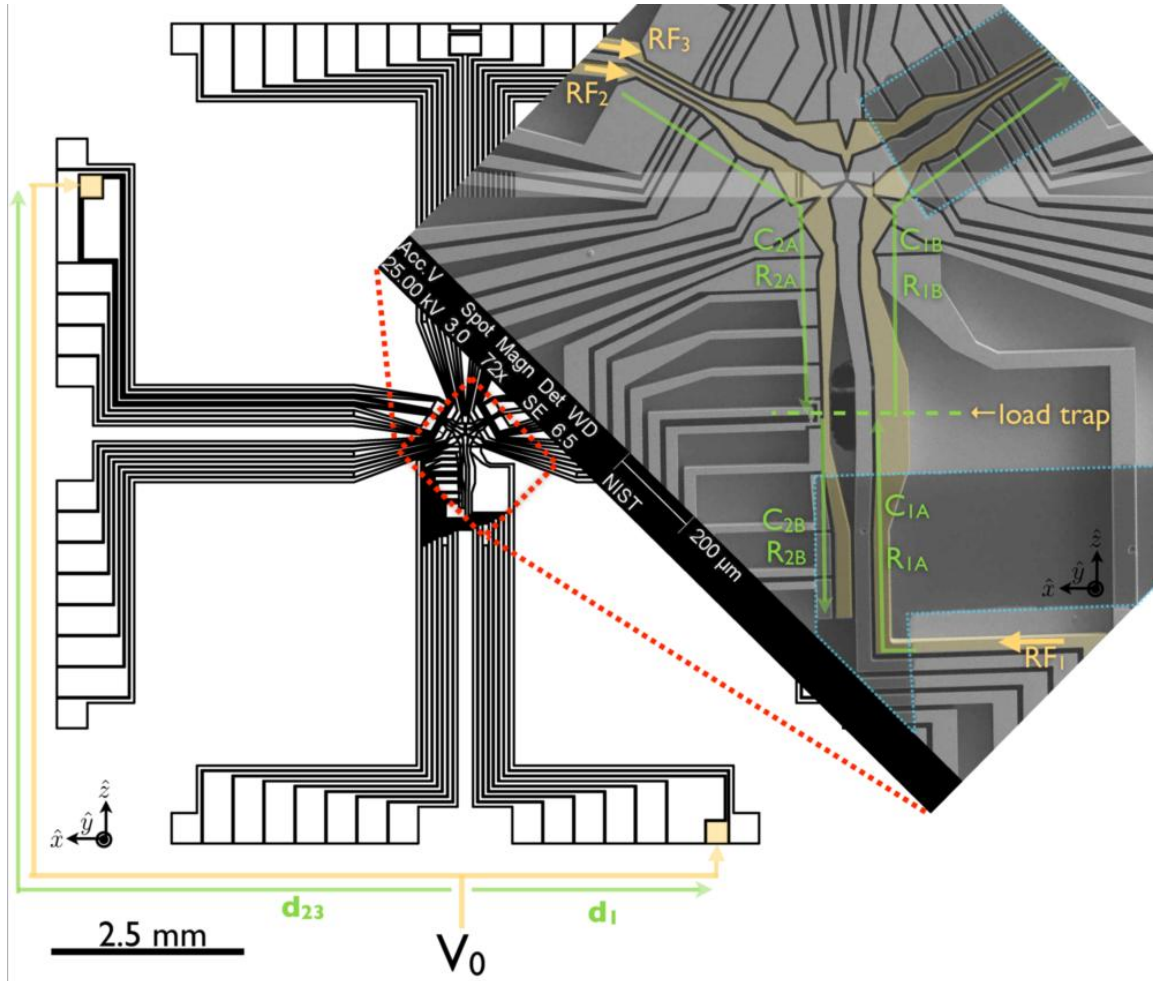 RF₃
RF₂
C₂A
R₂A
C₁B
R₁B
←load trap
C₂B
R₂B
C₁A
R₁A
ẑ
ŷ
x̂
RF₁
Acc.V Spot Magn Det WD
25.00 kV 3.0 72x SE 6.5
NIST
200 µm
ẑ
ŷ
x̂
d₂₃
d₁
2.5 mm
V₀